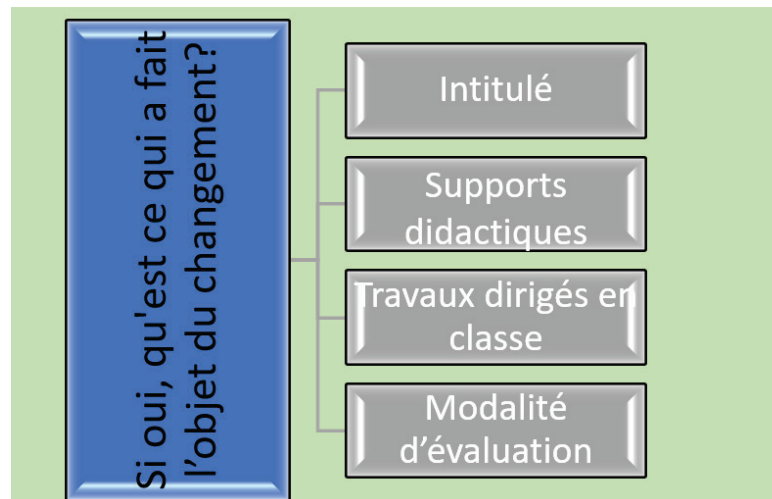 Si oui, qu'est ce qui a fait
l’objet du changement?
Intitulé
Supports
didactiques
Travaux dirigés en
classe
Modalité
d’évaluation